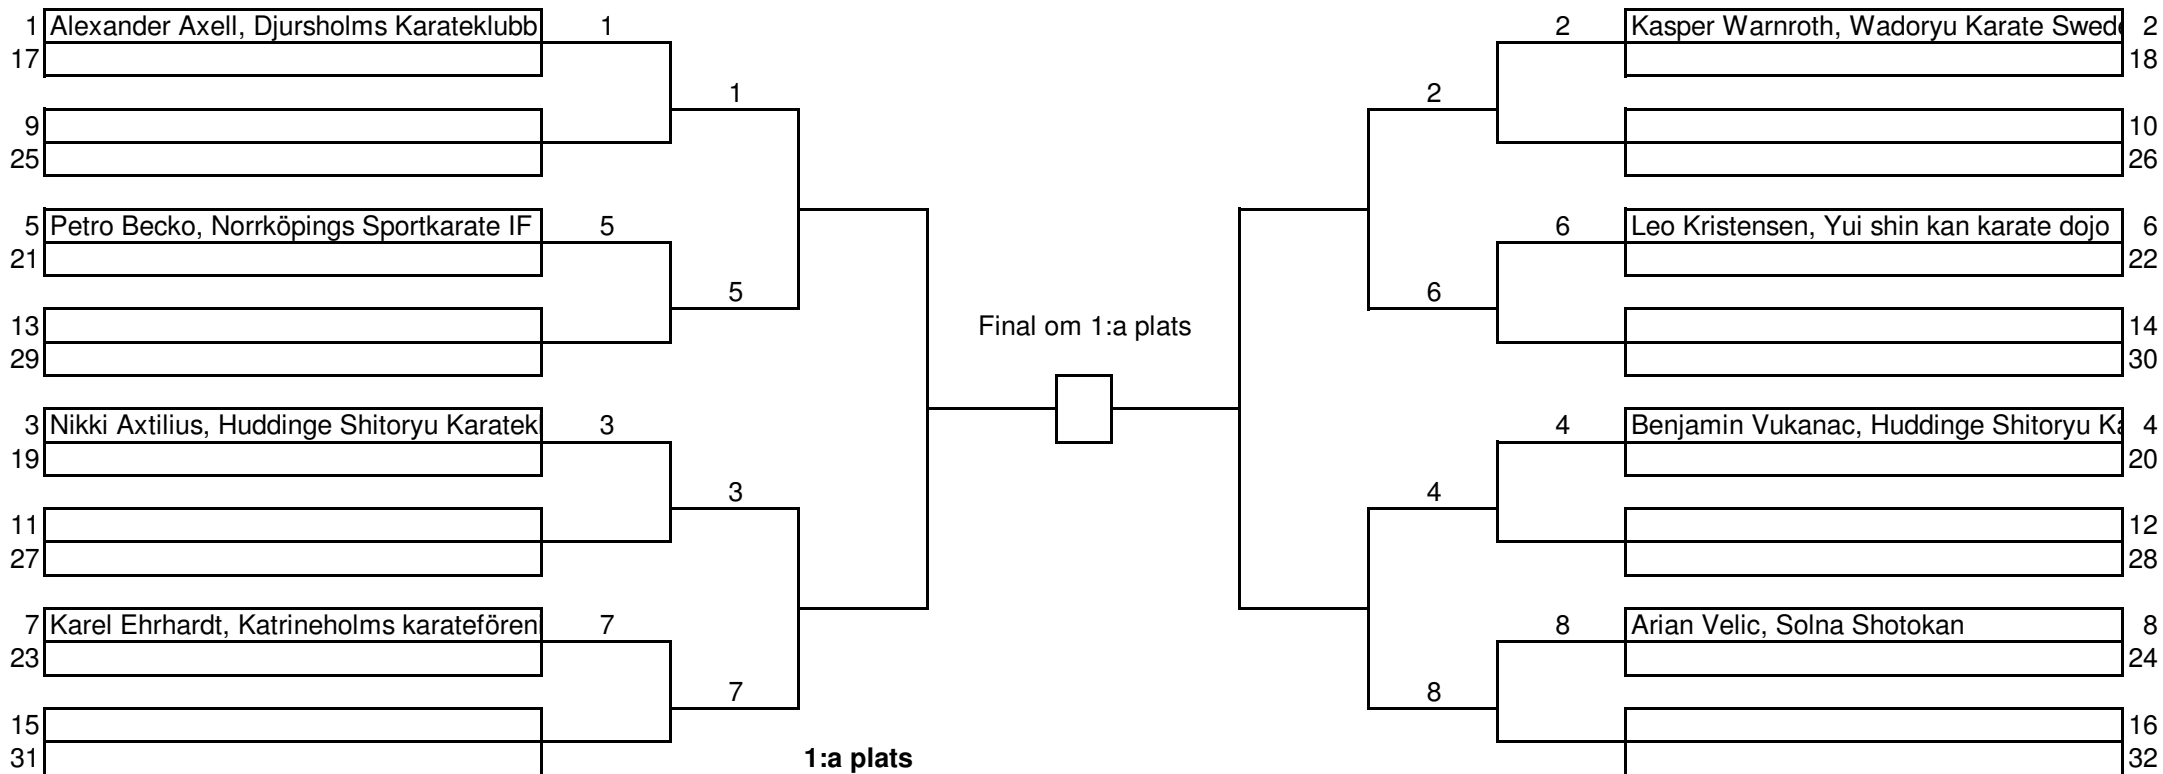 1 Alexander Axell, Djursholms Karateklubb 1 2 Kasper Warnroth, Wadoryu Karate Swed 2
17 18
1 2
9 10
25 26
5 Petro Becko, Norrköpings Sportkarate IF 5 6 Leo Kristensen, Yui shin kan karate dojo 6
21 22
5 6
13 Final om 1:a plats 14
29 30
3 Nikki Axtilius, Huddinge Shitoryu Karatek 3 4 Benjamin Vukanac, Huddinge Shitoryu Ka 4
19 20
3 4
11 12
27 28
7 Karel Ehrhardt, Katrineholms karatefören 7 8 Arian Velic, Solna Shotokan 8
23 24
7 8
15 16
31 1:a plats 32